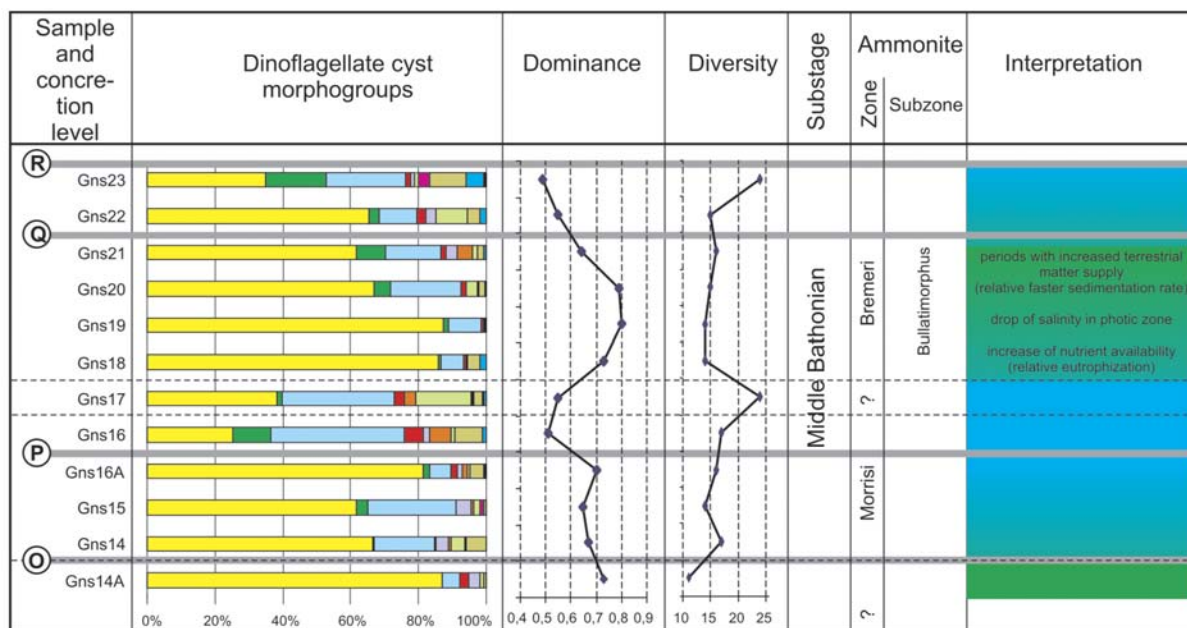 Sample
and
concre-
tion
level
Dinoflagellate cyst
morphogroups
Dominance
Diversity
Substage
Ammonite
Zone
Subzone
Interpretation
R
Gns23
Gns22
Q
Gns21
Gns20
Gns19
Gns18
Gns17
Gns16
P
Gns16A
Gns15
Gns14
O
Gns14A
0% 20% 40% 60% 80% 100%
0,4 0,5 0,6 0,7 0,8 0,9
10 15 20 25
Middle Bathonian
Bremeri
?
Morrisi
?
Bullatimorphus
periods with increased terrestrial
matter supply
(relative faster sedimentation rate)
drop of salinity in photic zone
increase of nutrient availability
(relative eutrophization)